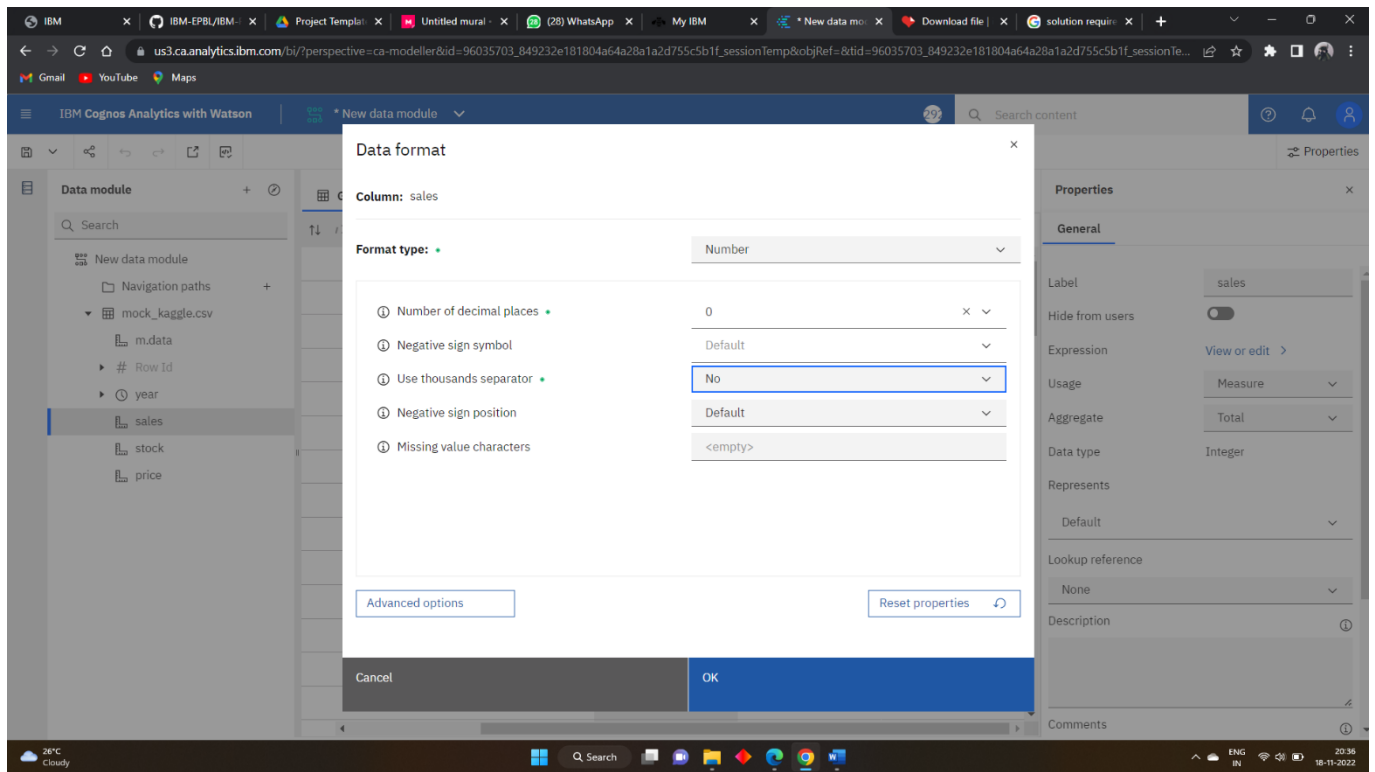 IBM
IBM-EPBL/IBM-
Project Templat
Untitled mural -
(28) WhatsApp
My IBM
* New data mo
Download file |
solution require
us3.ca.analytics.ibm.com/bi/?perspective=ca-modeller&id=96035703_849232e181804a64a28a1a2d755c5b1f_sessionTemp&objRef=&tid=96035703_849232e181804a64a28a1a2d755c5b1f_sessionTe...
Gmail YouTube Maps
IBM Cognos Analytics with Watson
* New data module
Search content
Properties
Data module
Search
New data module
Navigation paths
mock_kaggle.csv
m.data
# Row Id
year
sales
stock
price
Data format
Column: sales
Format type: Number
Number of decimal places 0
Negative sign symbol Default
Use thousands separator No
Negative sign position Default
Missing value characters <empty>
Advanced options
Reset properties
Cancel
OK
Properties
General
Label sales
Hide from users
Expression View or edit
Usage Measure
Aggregate Total
Data type Integer
Represents
Default
Lookup reference
None
Description
Comments
26°C
Cloudy
Search
ENG
IN
20:36
18-11-2022